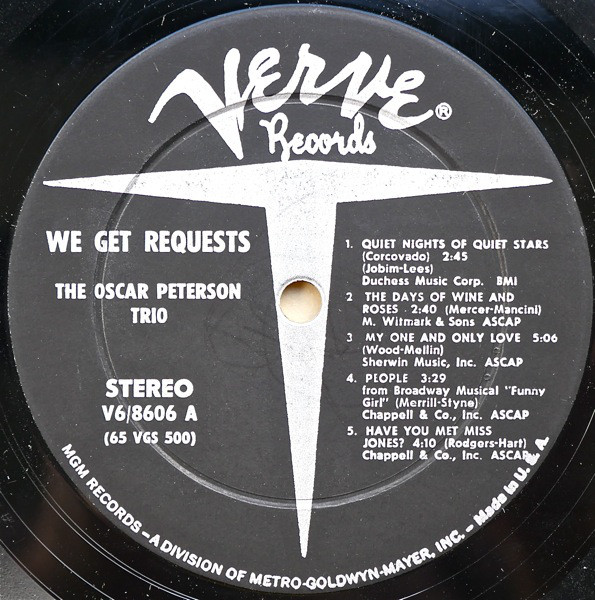 Verve®
Records
WE GET REQUESTS
THE OSCAR PETERSON
TRIO
STEREO
V6/8606 A
(65 VGS 500)
1. QUIET NIGHTS OF QUIET STARS
(Corcovado) 2:45
(Jobim-Lees)
Duchess Music Corp. BMI
2 THE DAYS OF WINE AND
ROSES 2:40 (Mercer-Mancini)
M. Witmark & Sons ASCAP
3 MY ONE AND ONLY LOVE 5:06
(Wood-Mellin)
Sherwin Music, Inc. ASCAP
4. PEOPLE 3:29
from Broadway Musical "Funny
Girl" (Merrill-Styne)
Chappell & Co., Inc. ASCAP
5. HAVE YOU MET MISS
JONES? 4:10 (Rodgers-Hart)
Chappell & Co., Inc. ASCAP
MGM RECORDS – A DIVISION OF METRO-GOLDWYN-MAYER, INC. – Made in U. S. A.